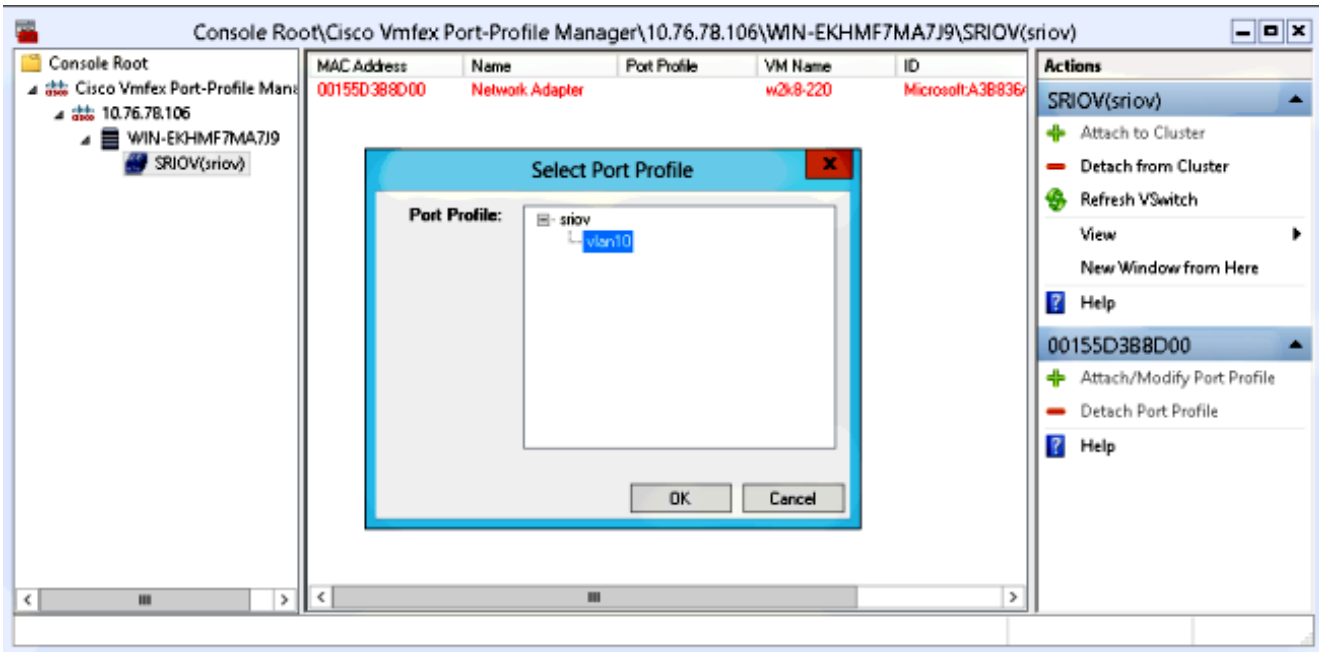 Console Root\Cisco Vmfex Port-Profile Manager\10.76.78.106\WIN-EKHMF7MA7J9\SRIOV(sriov)
Console Root
Cisco Vmfex Port-Profile Mana
10.76.78.106
WIN-EKHMF7MA7J9
SRIOV(sriov)
MAC Address Name Port Profile VM Name ID
00155D3B8D00 Network Adapter w2k8-220 Microsoft:A3B836
Select Port Profile
Port Profile:
sriov
vlan10
OK Cancel
Actions
SRIOV(sriov)
Attach to Cluster
Detach from Cluster
Refresh VSwitch
View
New Window from Here
Help
00155D3B8D00
Attach/Modify Port Profile
Detach Port Profile
Help